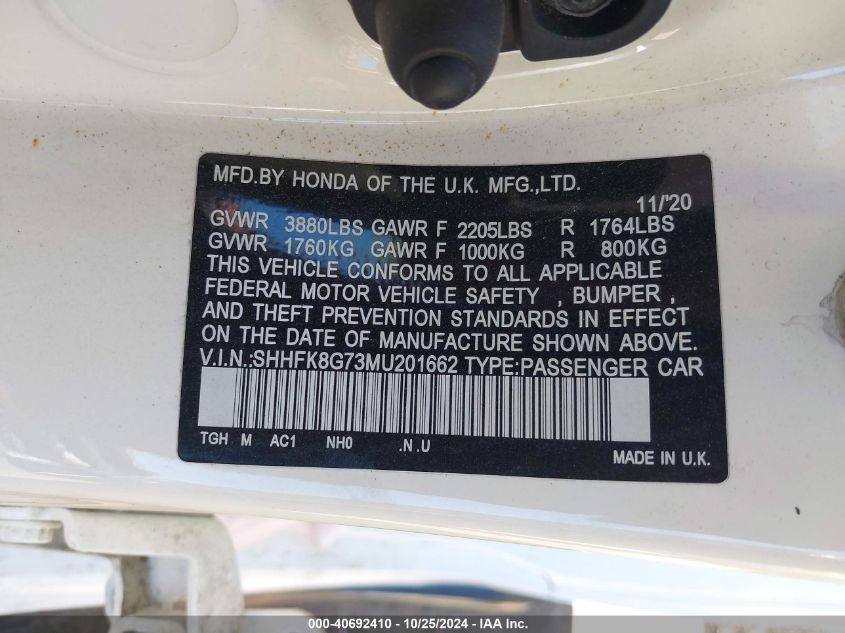 MFD.BY HONDA OF THE U.K. MFG.,LTD.
11/'20
GVWR 3880LBS GAWR F 2205LBS R 1764LBS
GVWR 1760KG GAWR F 1000KG R 800KG
THIS VEHICLE CONFORMS TO ALL APPLICABLE
FEDERAL MOTOR VEHICLE SAFETY , BUMPER ,
AND THEFT PREVENTION STANDARDS IN EFFECT
ON THE DATE OF MANUFACTURE SHOWN ABOVE.
V.I.N.:SHHFK8G73MU201662 TYPE:PASSENGER CAR
TGH M AC1 NH0 .N .U
MADE IN U.K.
000-40692410 / 10/25/2024 - IAA Inc.